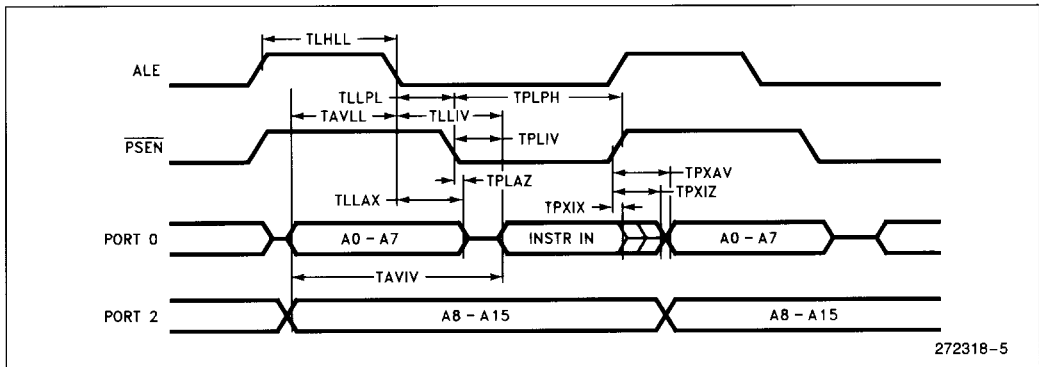 TLHLL
ALE
TLLPL
TPLPH
TAVLL
TLLIV
PSEN
TPLIV
TPXAV
TPLAZ
TPXIZ
TLLAX
TPXIX
PORT 0
A0-A7
INSTR IN
A0-A7
TAVIV
PORT 2
A8-A15
A8-A15
272318-5